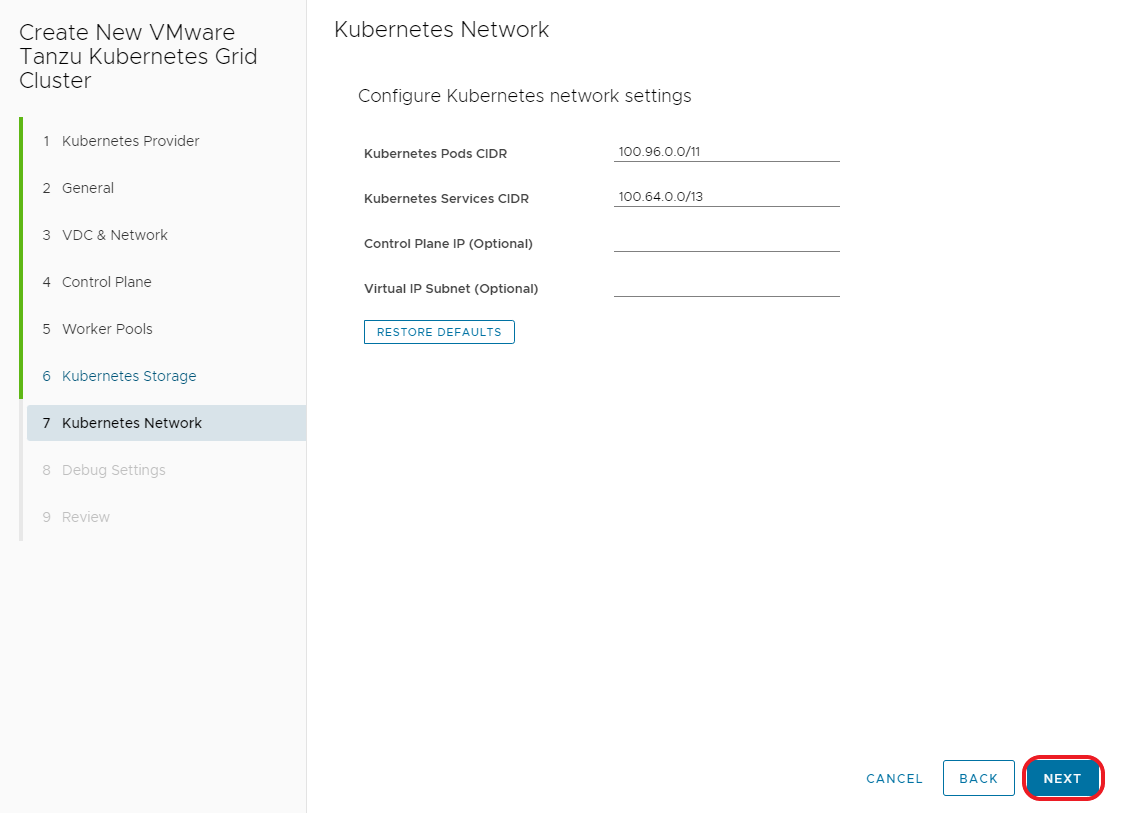 Create New VMware
Tanzu Kubernetes Grid
Cluster
1 Kubernetes Provider
2 General
3 VDC & Network
4 Control Plane
5 Worker Pools
6 Kubernetes Storage
7 Kubernetes Network
8 Debug Settings
9 Review
Kubernetes Network
Configure Kubernetes network settings
Kubernetes Pods CIDR 100.96.0.0/11
Kubernetes Services CIDR 100.64.0.0/13
Control Plane IP (Optional)
Virtual IP Subnet (Optional)
RESTORE DEFAULTS
CANCEL BACK NEXT